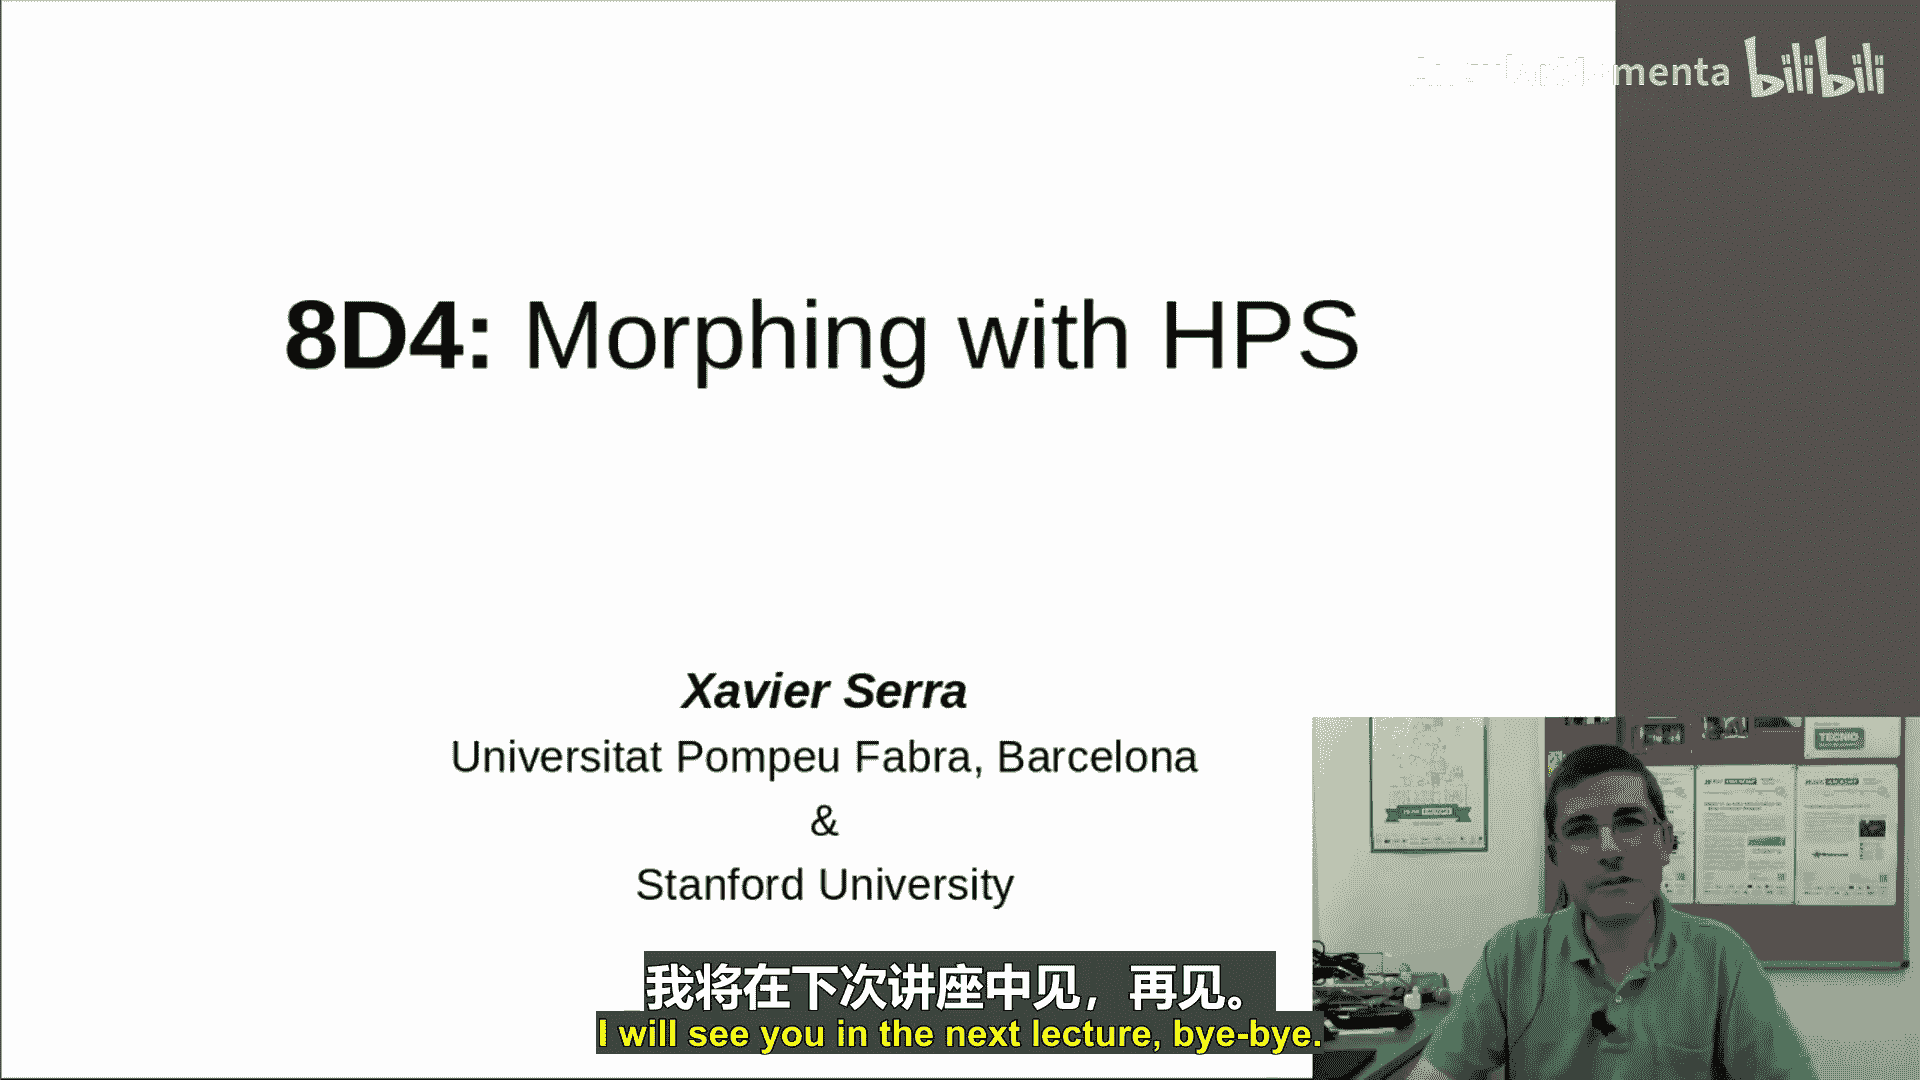 menta bilibili
8D4: Morphing with HPS
Xavier Serra
Universitat Pompeu Fabra, Barcelona
&
Stanford University
TECNIO
我将在下次讲座中见，再见。
I will see you in the next lecture, bye-bye.